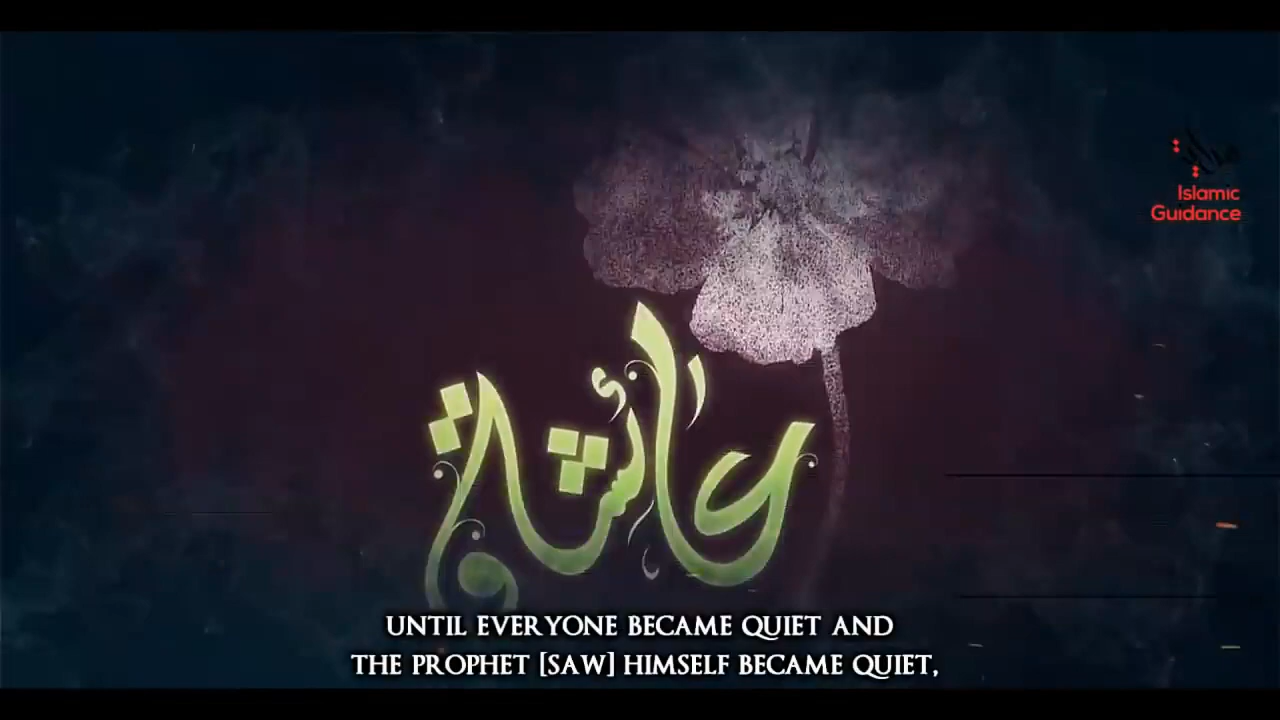 Islamic
Guidance
عائشة
UNTIL EVERYONE BECAME QUIET AND
THE PROPHET [SAW] HIMSELF BECAME QUIET,